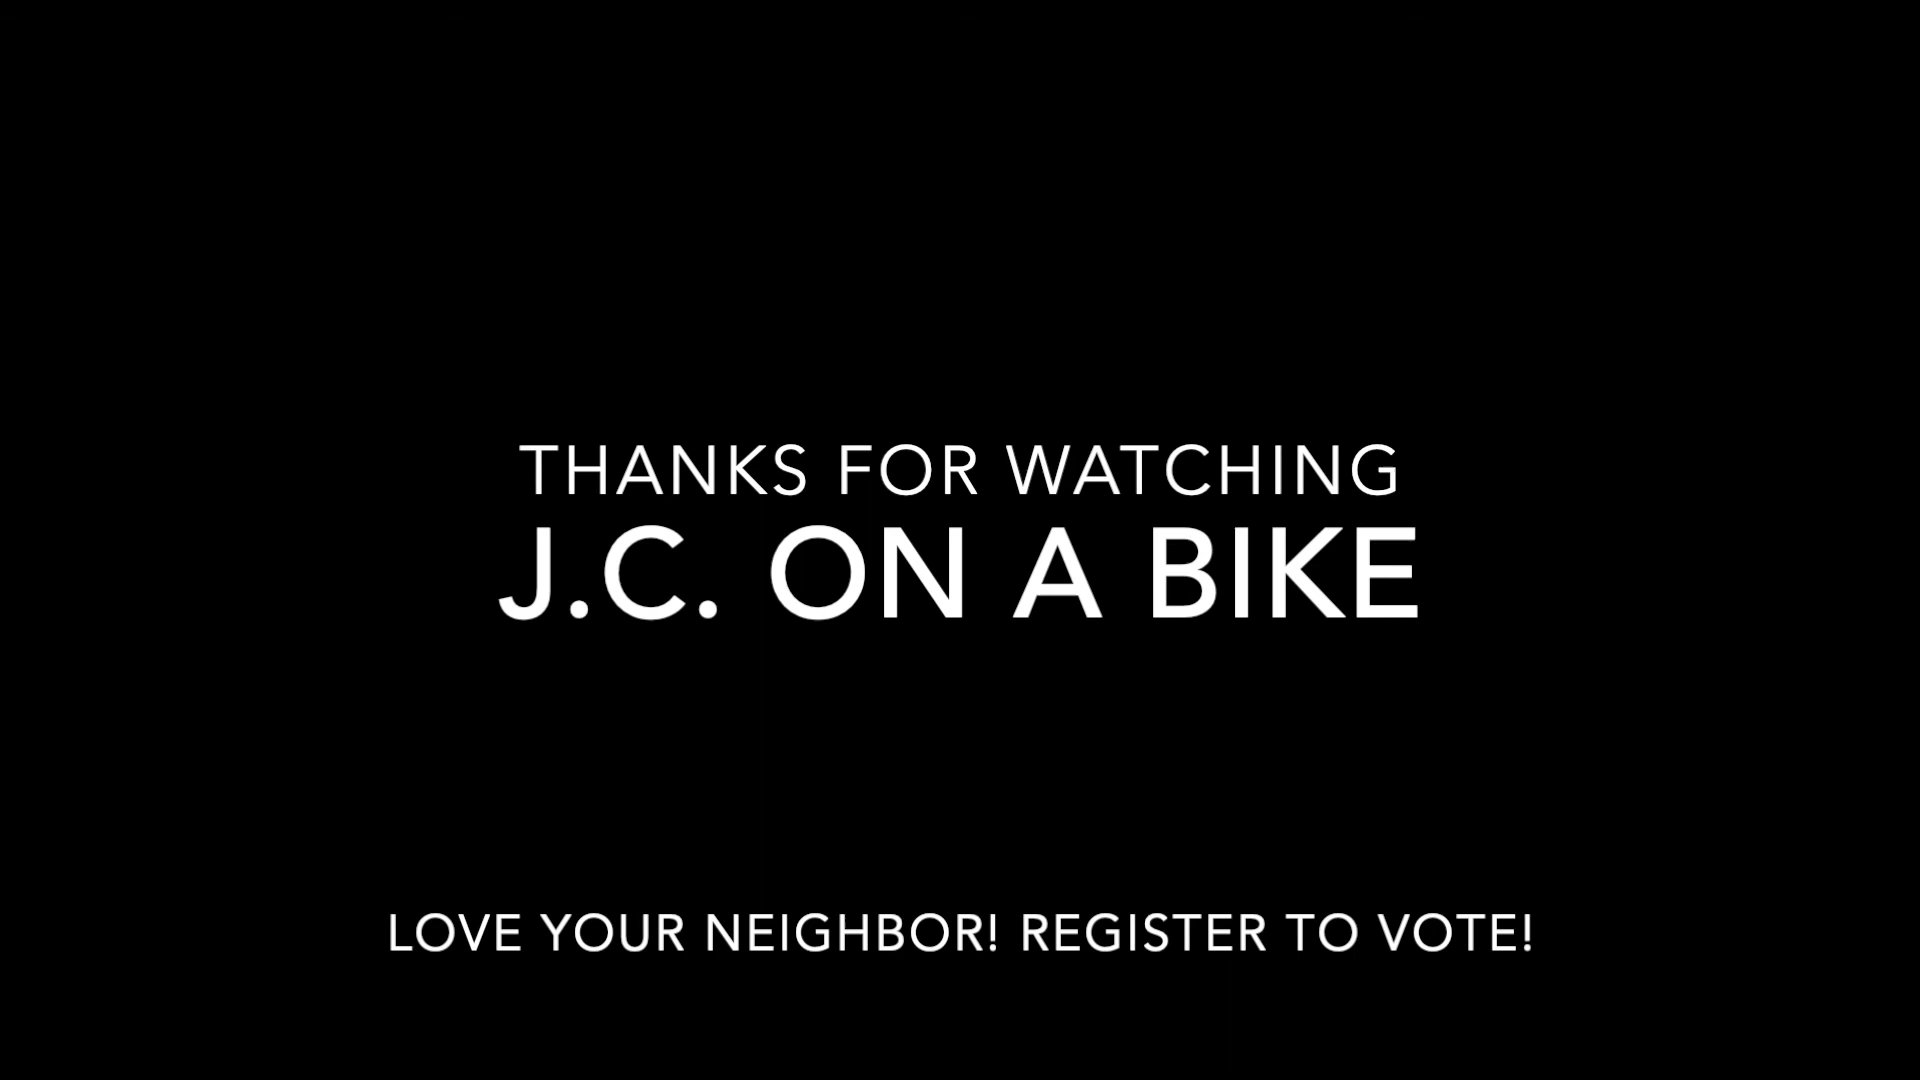 THANKS FOR WATCHING
J.C. ON A BIKE
LOVE YOUR NEIGHBOR! REGISTER TO VOTE!